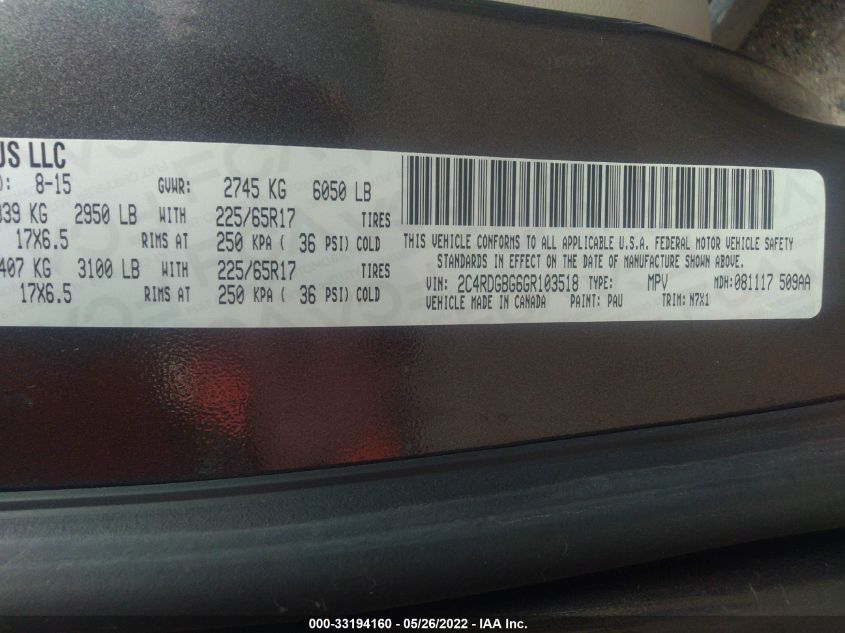 US LLC
8-15 GVWR: 2745 KG 6050 LB
339 KG 2950 LB WITH 225/65R17 TIRES
17X6.5 RIMS AT 250 KPA ( 36 PSI) COLD
407 KG 3100 LB WITH 225/65R17 TIRES
17X6.5 RIMS AT 250 KPA ( 36 PSI) COLD
THIS VEHICLE CONFORMS TO ALL APPLICABLE U.S.A. FEDERAL MOTOR VEHICLE SAFETY
STANDARDS IN EFFECT ON THE DATE OF MANUFACTURE SHOWN ABOVE.
VIN: 2C4RDGBG6GR103518 TYPE: MPV MDH: 081117 509AA
VEHICLE MADE IN CANADA PAINT: PAU TRIM: N7X1
000-33194160 - 05/26/2022 - IAA Inc.